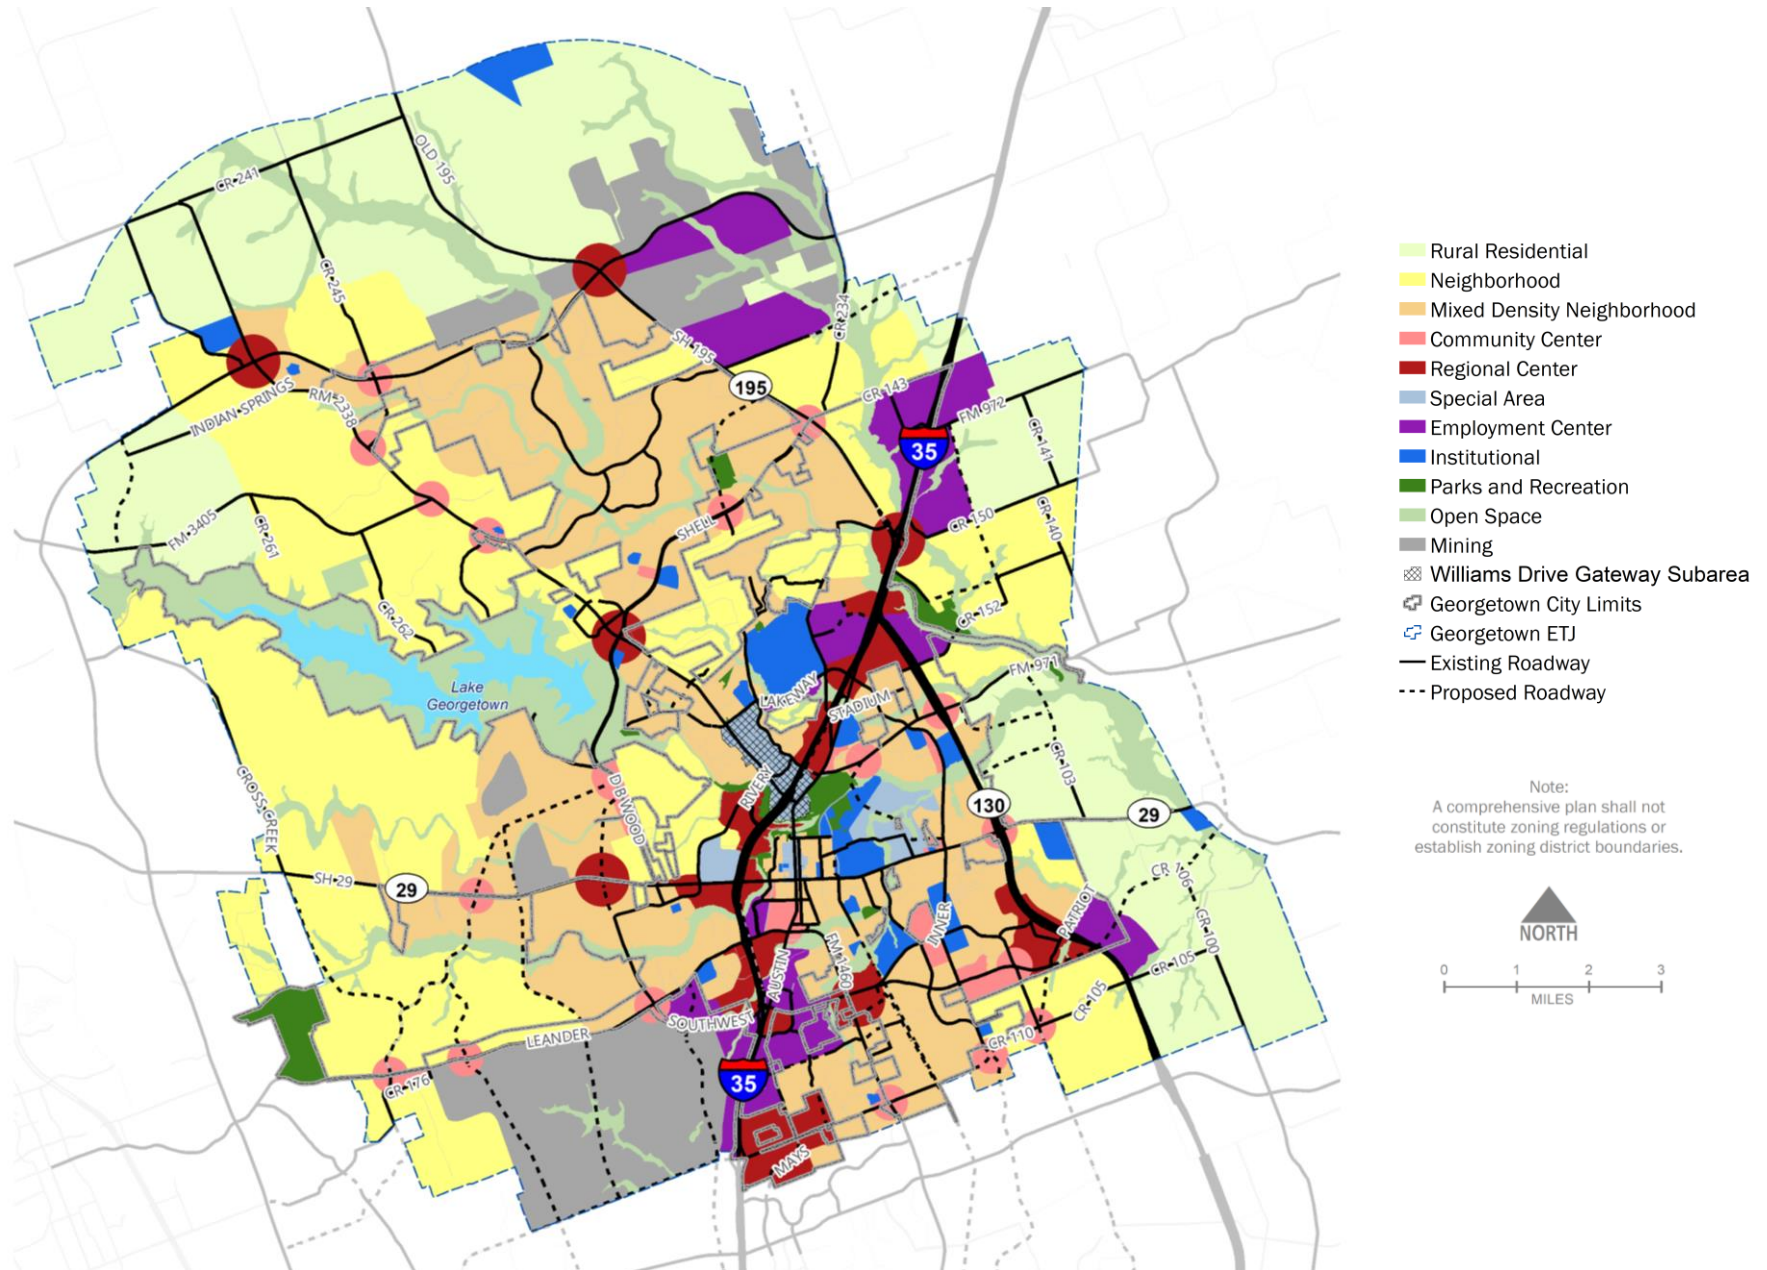 OLD 195
CR 241
CR 245
CR 234
SH 195
195
CR 143
INDIAN SPRINGS
RM 2338
FM 972
35
CR 141
CR 150
CR 140
SHELL
FM 3405
CR 261
CR 262
CR 152
FM 971
Lake
Georgetown
LAKEWAY
STADIUM
CR 103
CROSS CREEK
DB WOOD
RIVERY
130
29
SH 29
29
CR 106
PATRIOT
INNER
CR 100
FM 1460
AUSTIN
CR 105
CR 105
SOUTHWEST
LEANDER
CR 110
CR 176
35
MAYS
Rural Residential
Neighborhood
Mixed Density Neighborhood
Community Center
Regional Center
Special Area
Employment Center
Institutional
Parks and Recreation
Open Space
Mining
Williams Drive Gateway Subarea
Georgetown City Limits
Georgetown ETJ
Existing Roadway
Proposed Roadway
Note:
A comprehensive plan shall not
constitute zoning regulations or
establish zoning district boundaries.
NORTH
0 1 2 3
MILES